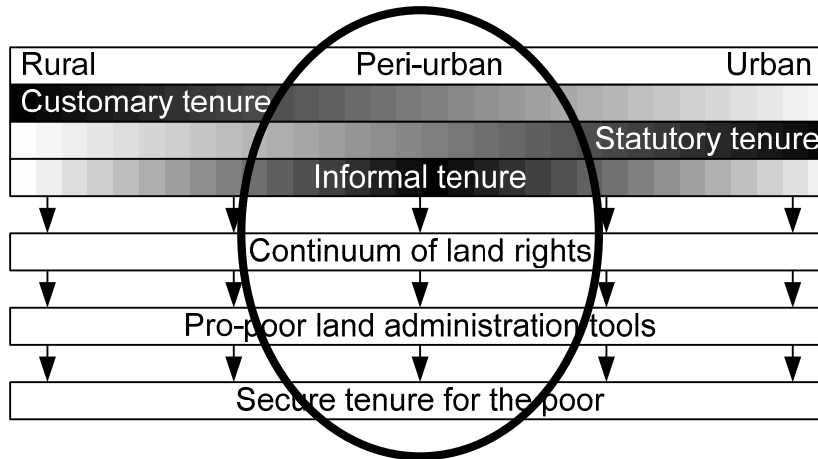 Rural Peri-urban Urban
Customary tenure
Statutory tenure
Informal tenure
Continuum of land rights
Pro-poor land administration tools
Secure tenure for the poor